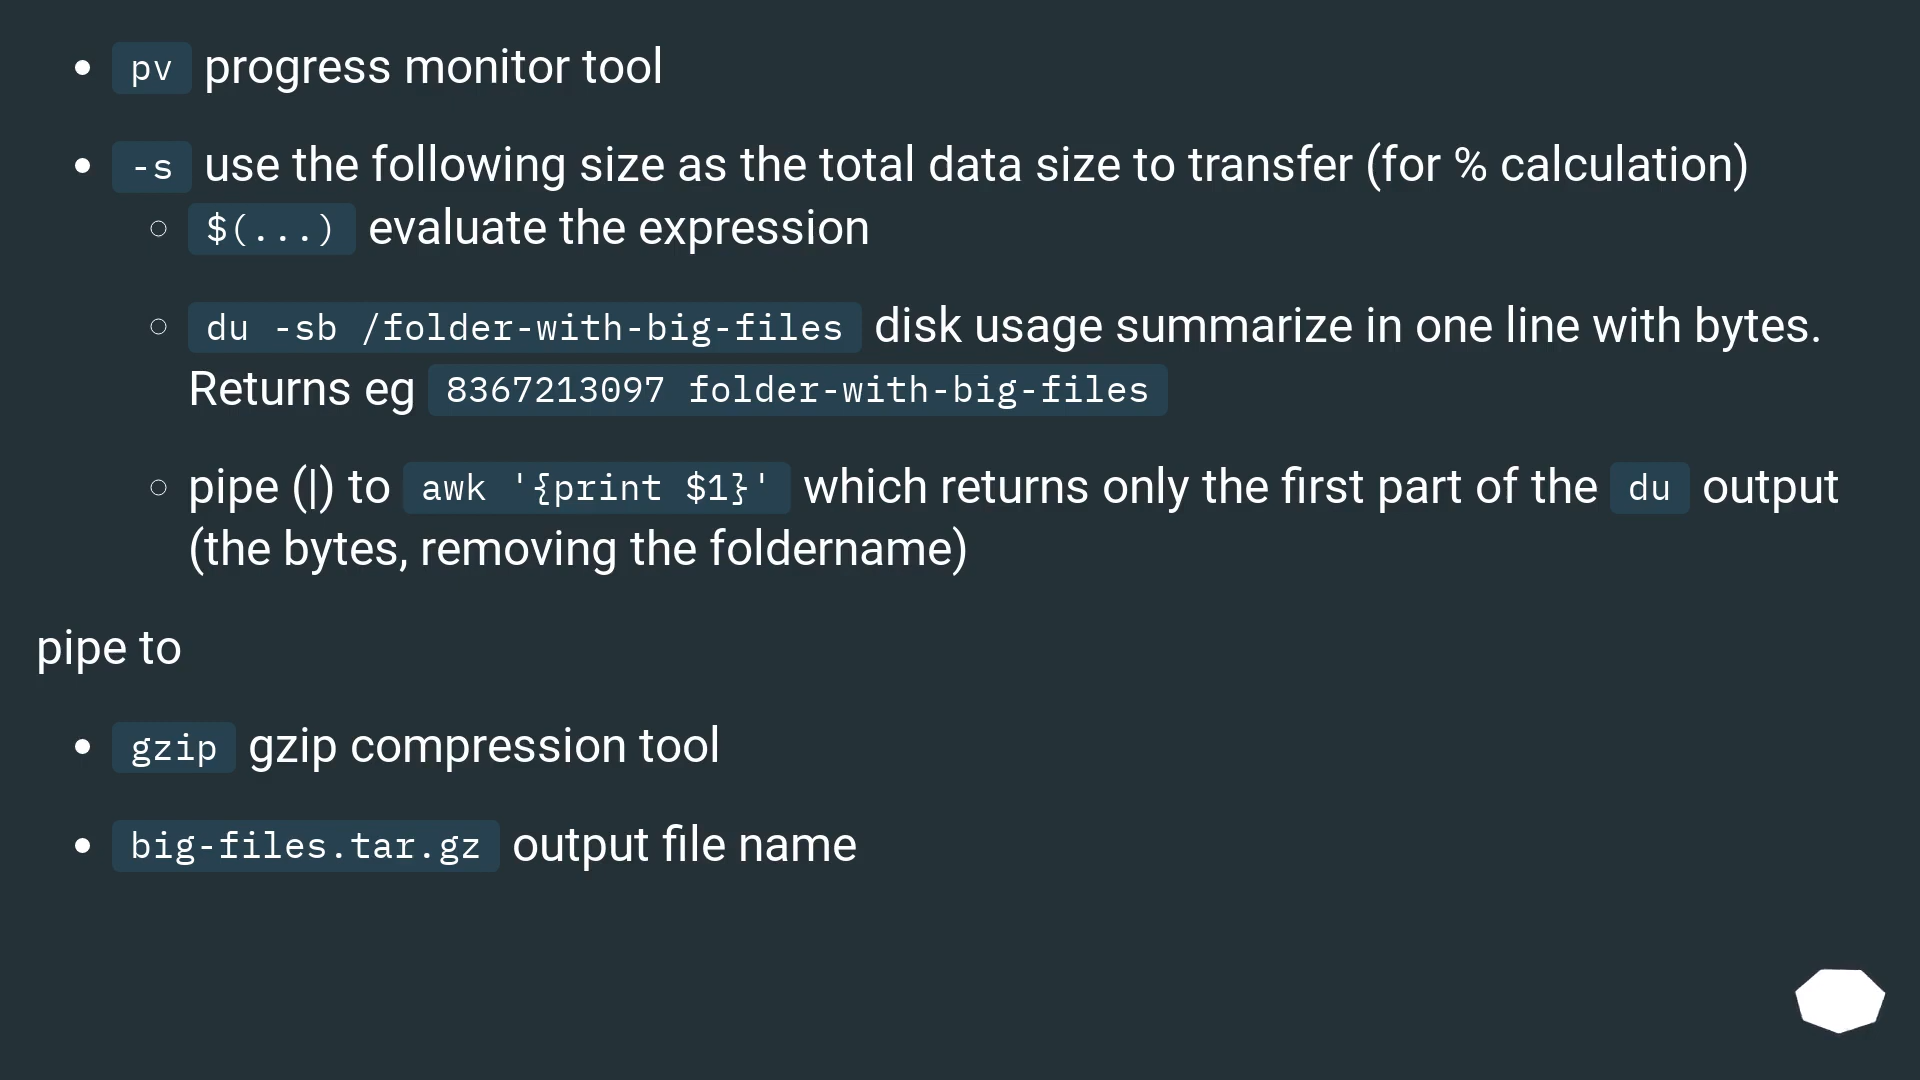 pv progress monitor tool
-s use the following size as the total data size to transfer (for % calculation)
$(...) evaluate the expression
du -sb /folder-with-big-files disk usage summarize in one line with bytes.
Returns eg 8367213097 folder-with-big-files
pipe (|) to awk '{print $1}' which returns only the first part of the du output
(the bytes, removing the foldername)
pipe to
gzip gzip compression tool
big-files.tar.gz output file name